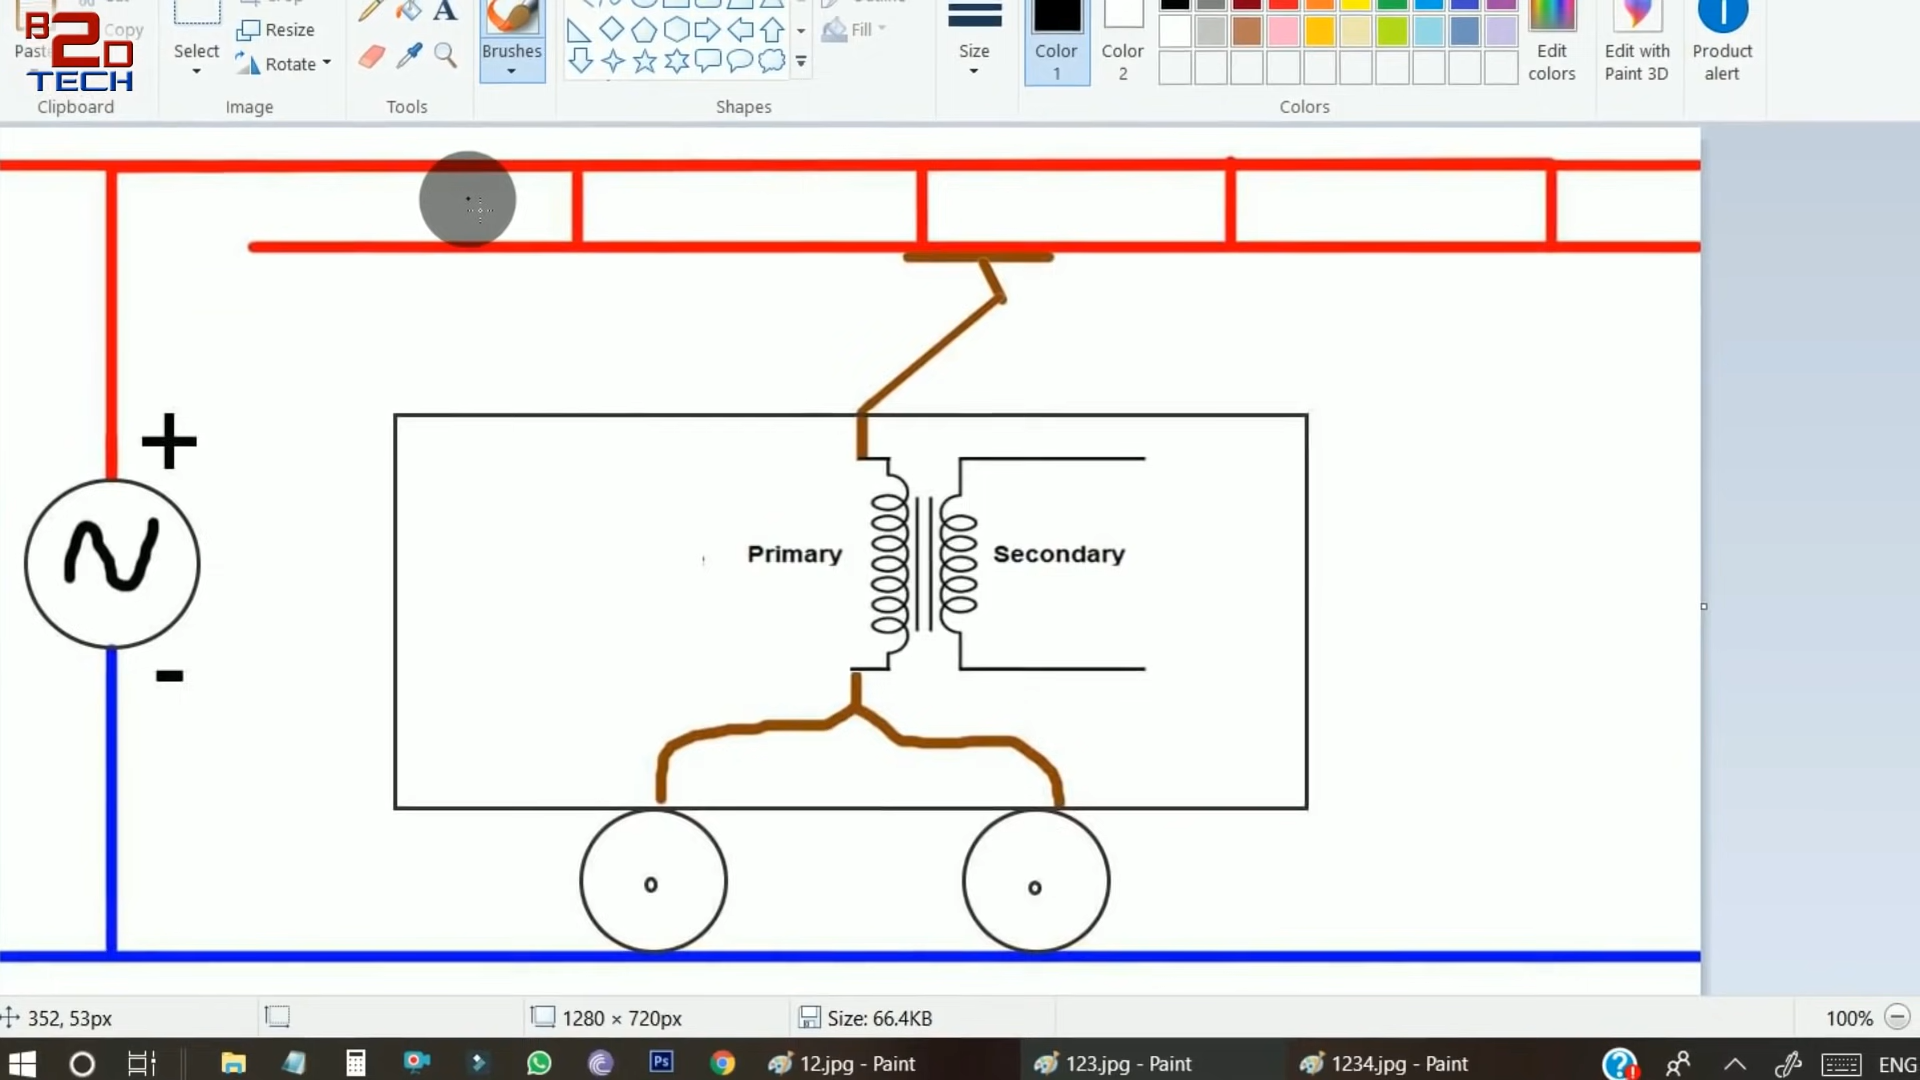 B2D
TECH
Copy
Clipboard
Select
Resize
Rotate
Image
A
Tools
Brushes
Shapes
Fill
Size
Color
1
Color
2
Colors
Edit
colors
Edit with
Paint 3D
Product
alert
+
-
Primary
Secondary
352, 53px
1280 × 720px
Size: 66.4KB
100%
Ps
12.jpg - Paint
123.jpg - Paint
1234.jpg - Paint
ENG